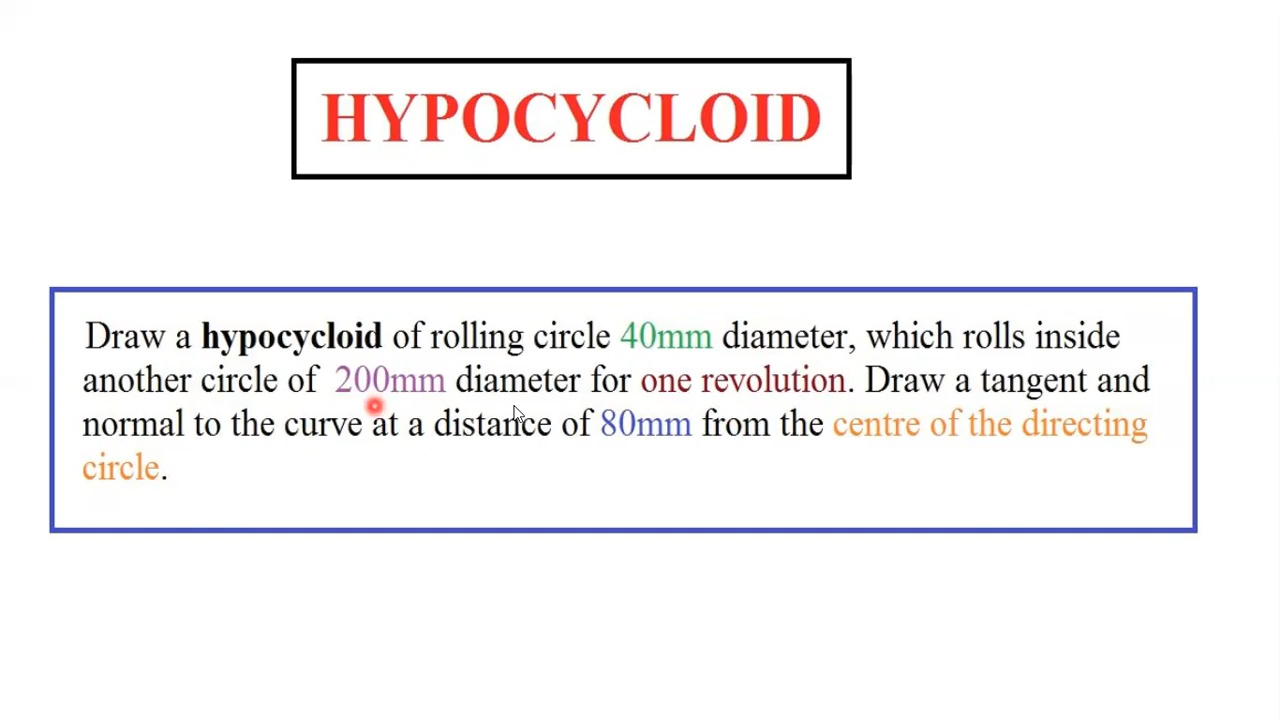 HYPOCYCLOID
Draw a hypocycloid of rolling circle 40mm diameter, which rolls inside
another circle of 200mm diameter for one revolution. Draw a tangent and
normal to the curve at a distance of 80mm from the centre of the directing
circle.